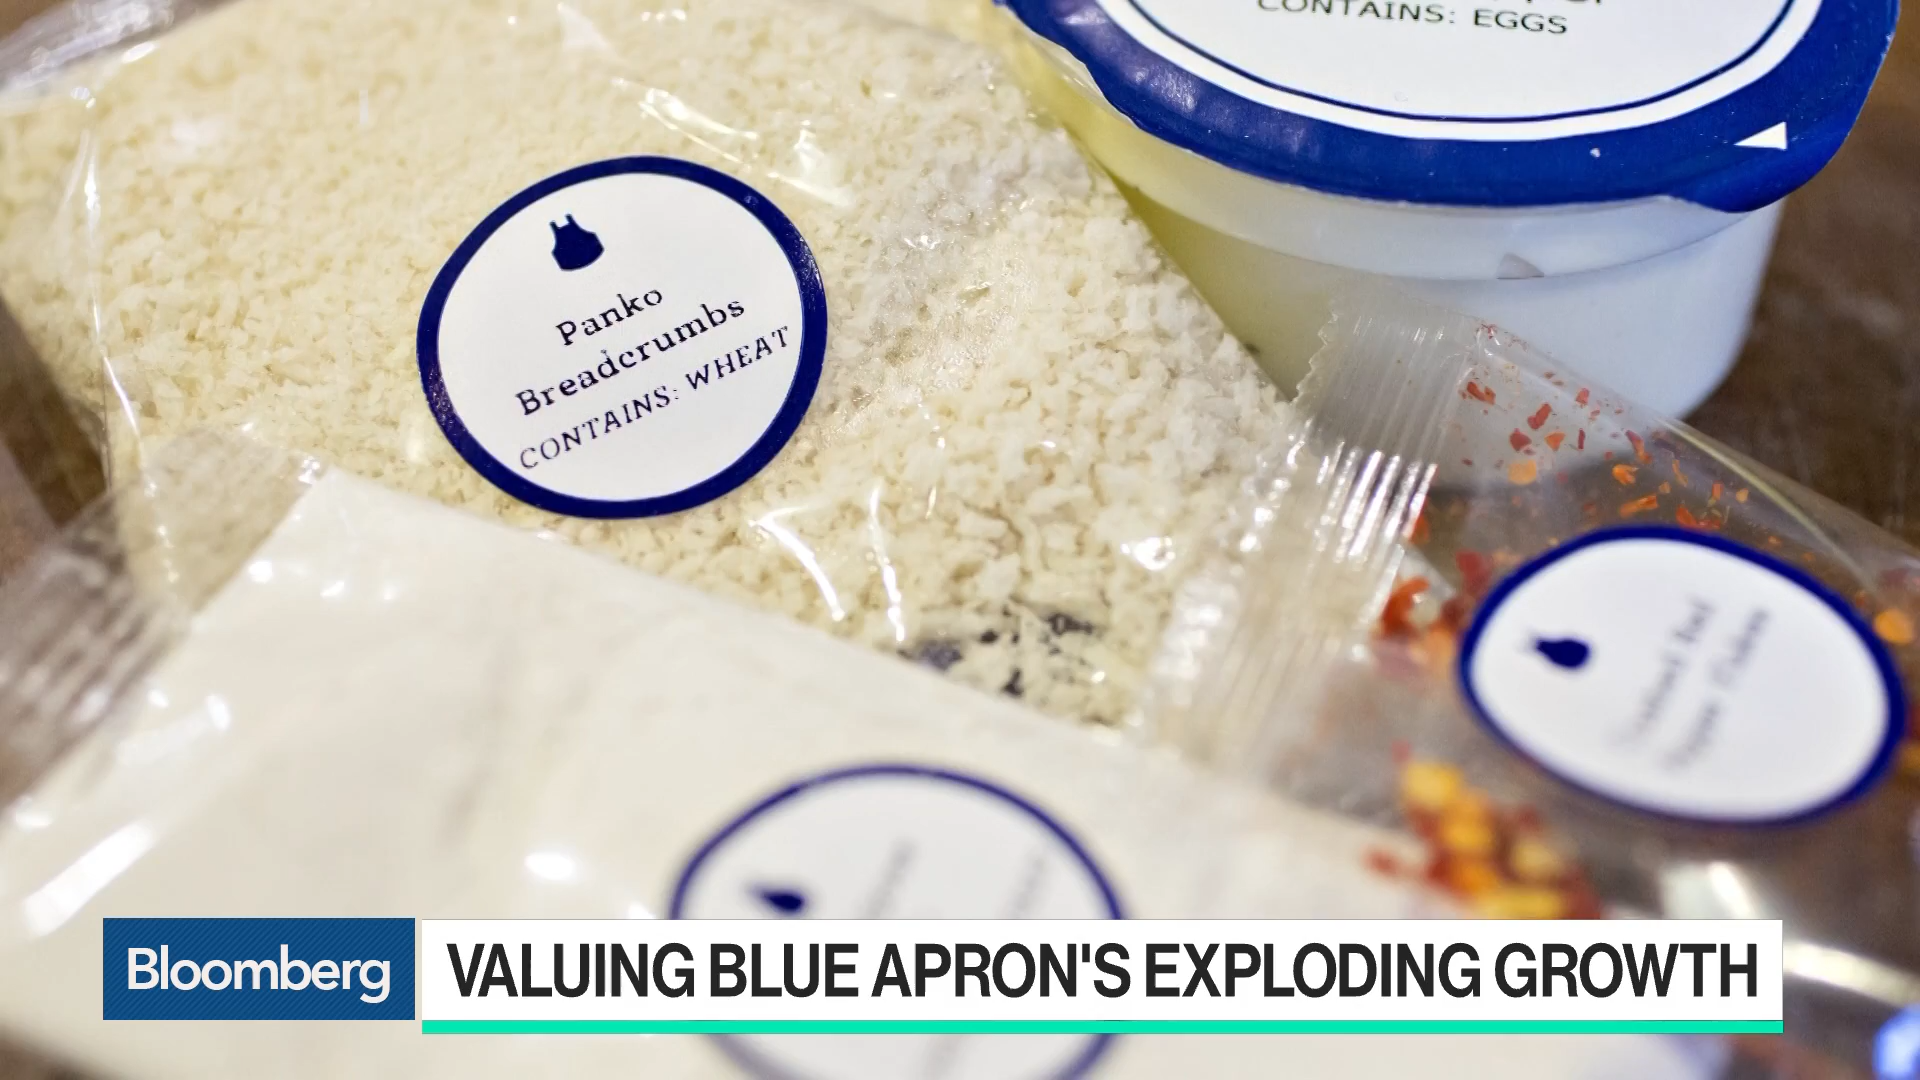 CONTAINS: EGGS
Panko
Breadcrumbs
CONTAINS: WHEAT
Bloomberg
VALUING BLUE APRON'S EXPLODING GROWTH